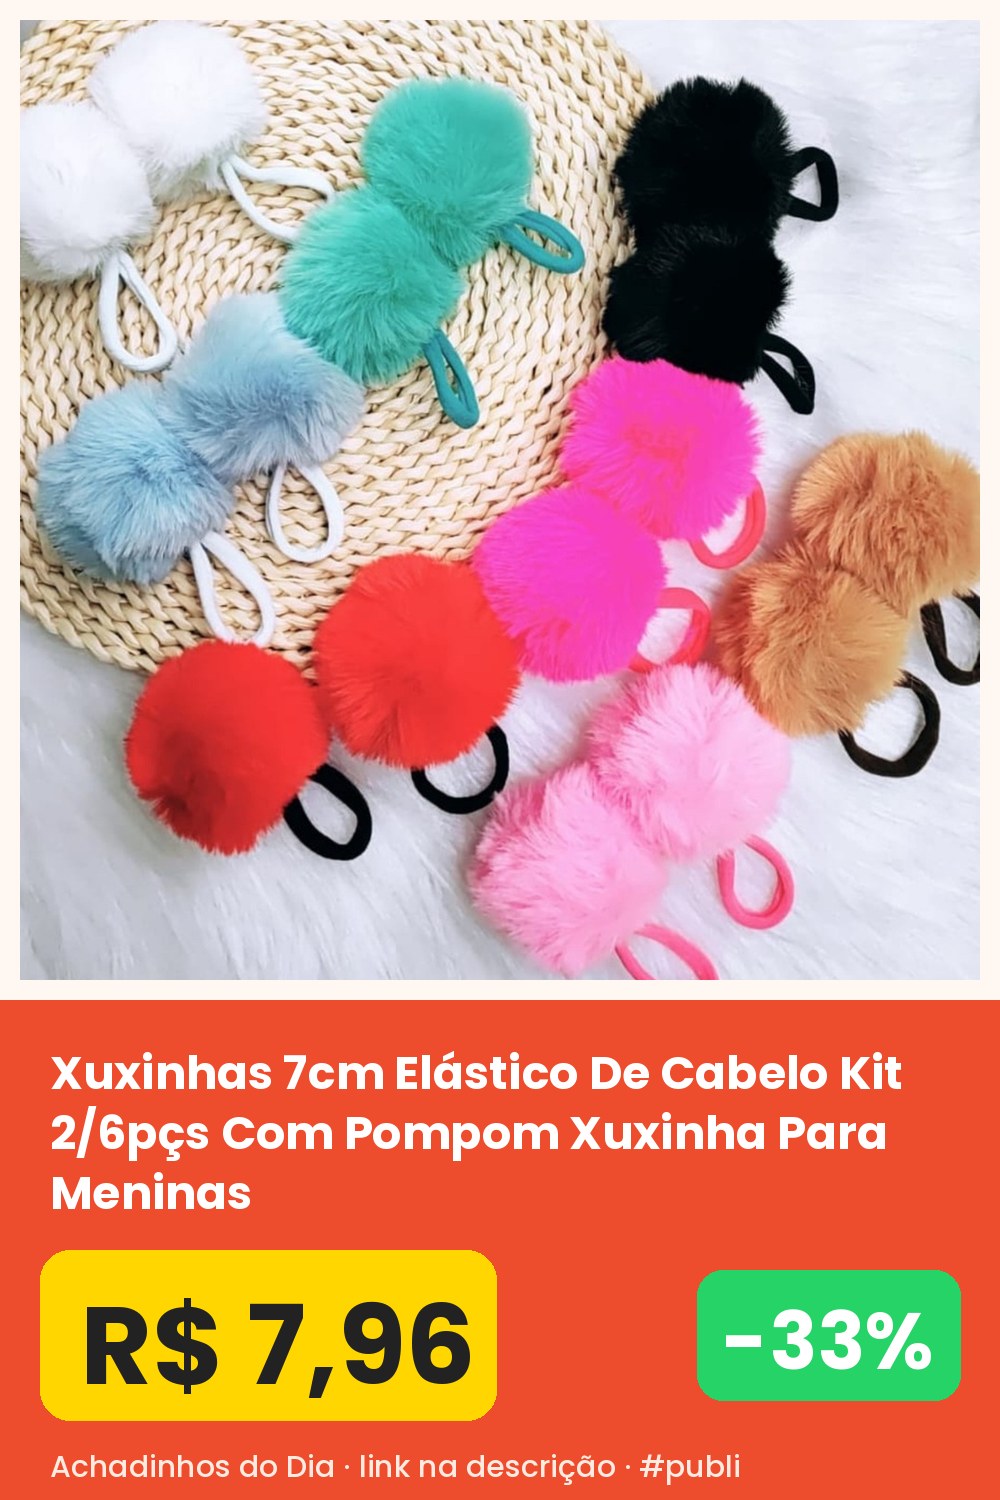 Xuxinhas 7cm Elástico De Cabelo Kit
2/6pçs Com Pompom Xuxinha Para
Meninas
R$ 7,96
-33%
Achadinhos do Dia · link na descrição · #publi